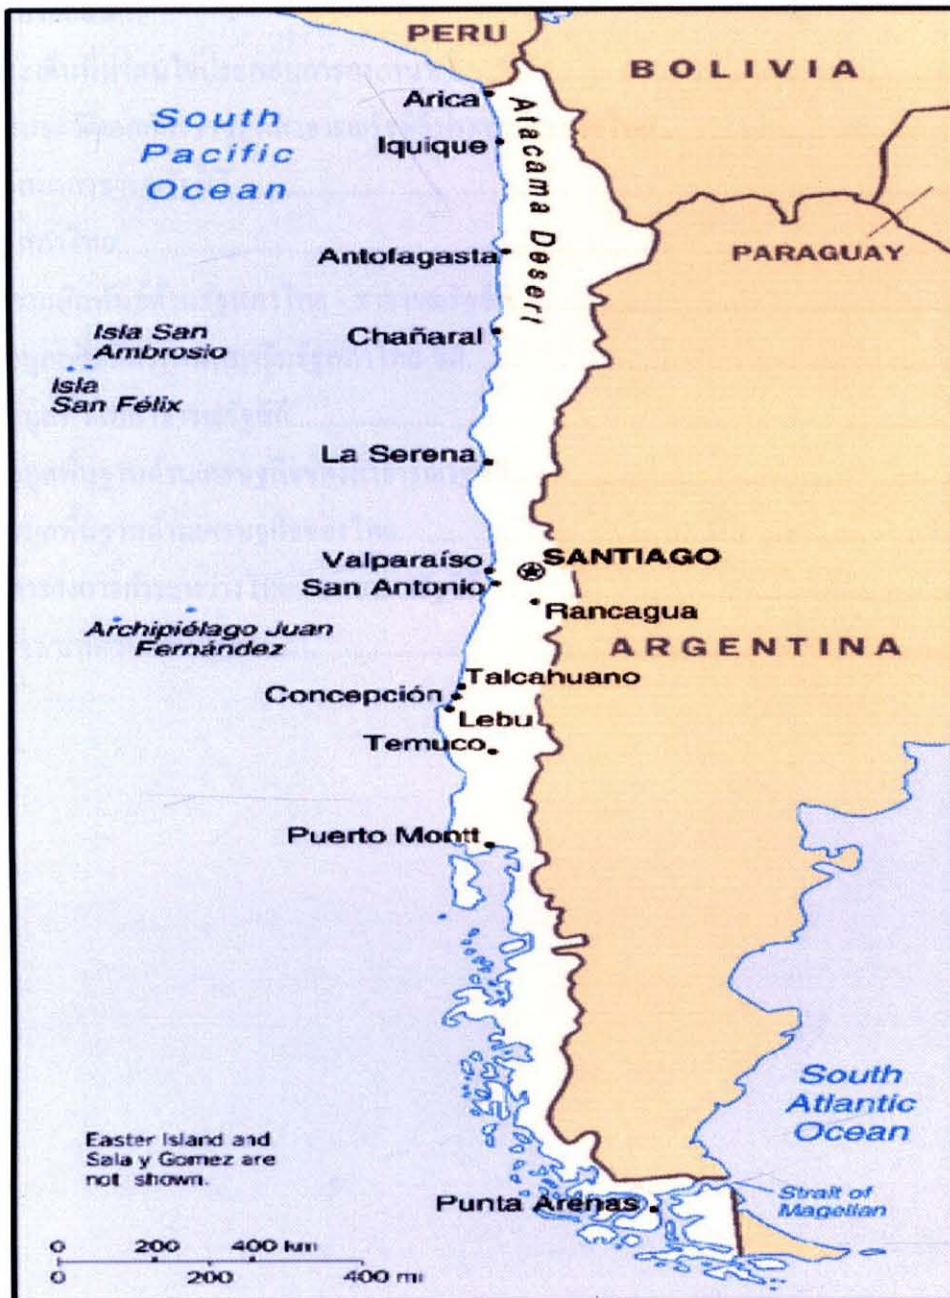 PERU
BOLIVIA
Arica
South
Pacific
Ocean
Iquique
Atacama Desert
PARAGUAY
Antofagasta
Isla San
Ambrosio
Chañaral
Isla
San Félix
La Serena
Valparaíso
SANTIAGO
San Antonio
Rancagua
Archipiélago Juan
Fernández
ARGENTINA
Talcahuano
Concepción
Lebu
Temuco
Puerto Montt
South
Atlantic
Ocean
Easter Island and
Sala y Gomez are
not shown.
Punta Arenas
Strait of
Magellan
0 200 400 km
0 200 400 mi